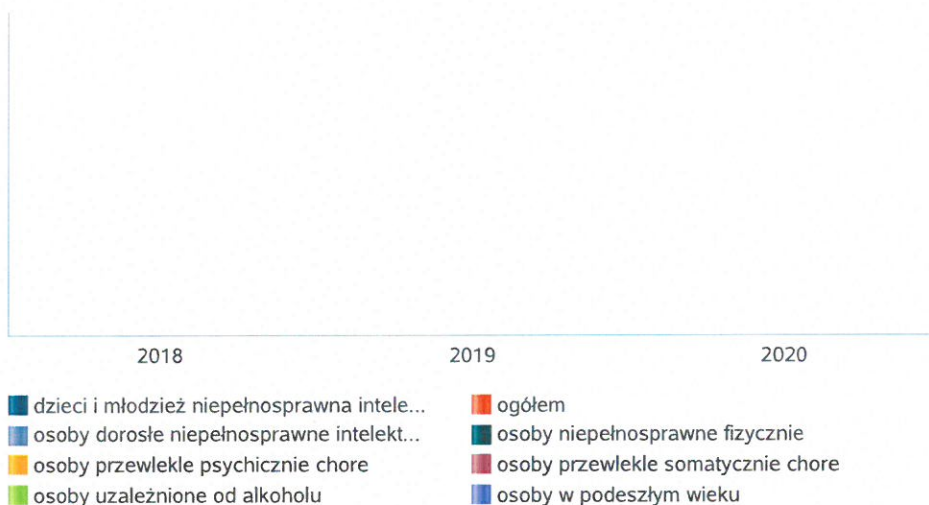 2018 2019 2020
dzieci i młodzież niepełnosprawna intele... ogółem
osoby dorosłe niepełnosprawne intelekt... osoby niepełnosprawne fizycznie
osoby przewlekle psychicznie chore osoby przewlekle somatycznie chore
osoby uzależnione od alkoholu osoby w podeszłym wieku